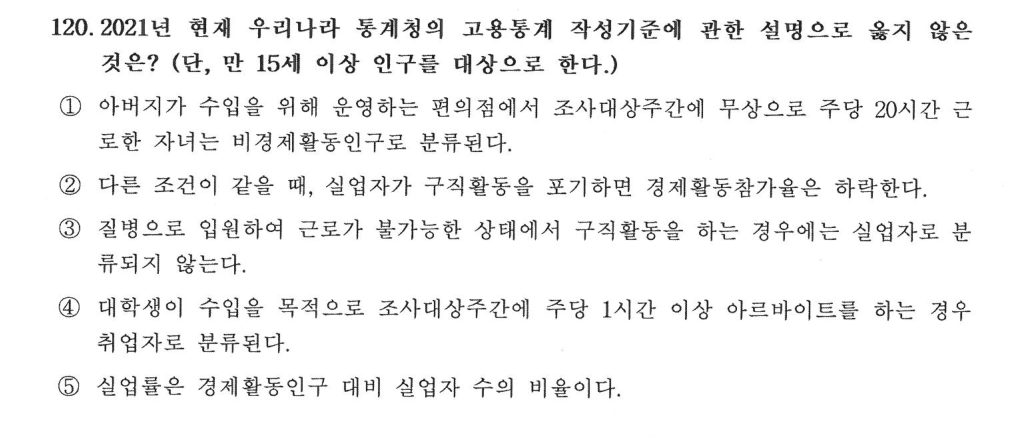 120. 2021년 현재 우리나라 통계청의 고용통계 작성기준에 관한 설명으로 옳지 않은
것은? (단, 만 15세 이상 인구를 대상으로 한다.)
① 아버지가 수입을 위해 운영하는 편의점에서 조사대상주간에 무상으로 주당 20시간 근
로한 자녀는 비경제활동인구로 분류된다.
② 다른 조건이 같을 때, 실업자가 구직활동을 포기하면 경제활동참가율은 하락한다.
③ 질병으로 입원하여 근로가 불가능한 상태에서 구직활동을 하는 경우에는 실업자로 분
류되지 않는다.
④ 대학생이 수입을 목적으로 조사대상주간에 주당 1시간 이상 아르바이트를 하는 경우
취업자로 분류된다.
⑤ 실업률은 경제활동인구 대비 실업자 수의 비율이다.